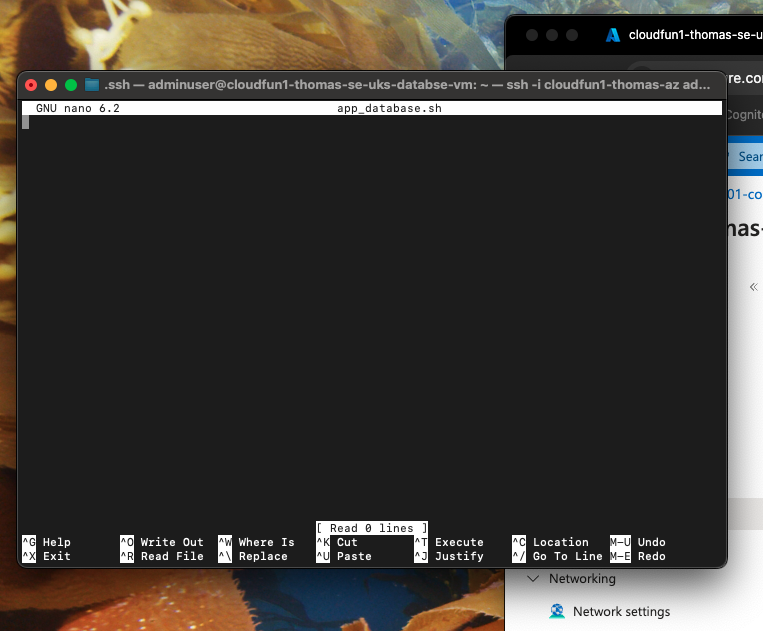 cloudfun1-thomas-se-u
.ssh — adminuser@cloudfun1-thomas-se-uks-databse-vm: ~ — ssh -i cloudfun1-thomas-az ad...
re.co
GNU nano 6.2 app_database.sh
Cognit
Sear
01-co
mas-
«
[ Read 0 lines ]
^G Help ^O Write Out ^W Where Is ^K Cut ^T Execute ^C Location M-U Undo
^X Exit ^R Read File ^\ Replace ^U Paste ^J Justify ^/ Go To Line M-E Redo
Networking
Network settings